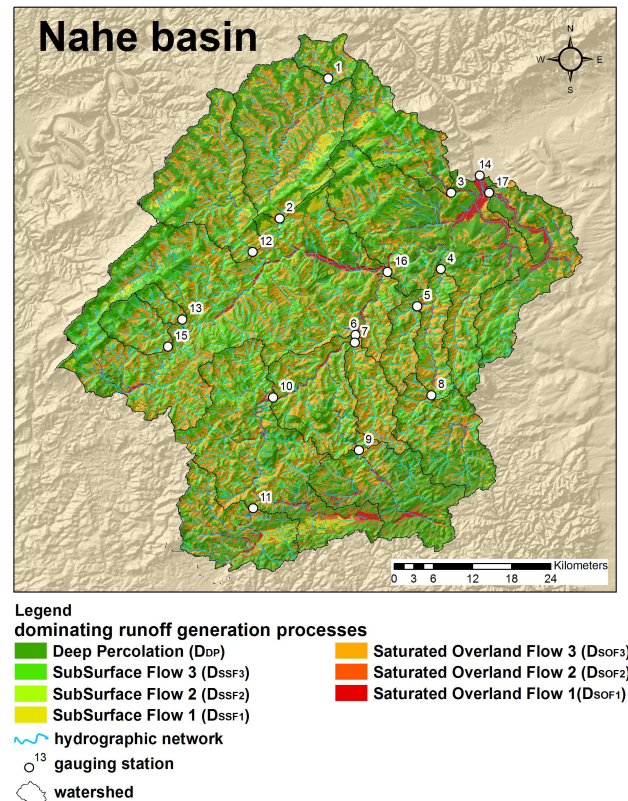 Nahe basin
N
W E
S
1
14
3
17
2
12
4
16
5
13
6
7
15
8
10
9
11
Kilometers
0 3 6 12 18 24
Legend
dominating runoff generation processes
Deep Percolation (DDP)
SubSurface Flow 3 (DSSF3)
SubSurface Flow 2 (DSSF2)
SubSurface Flow 1 (DSSF1)
Saturated Overland Flow 3 (DSOF3)
Saturated Overland Flow 2 (DSOF2)
Saturated Overland Flow 1(DSOF1)
hydrographic network
13 gauging station
watershed